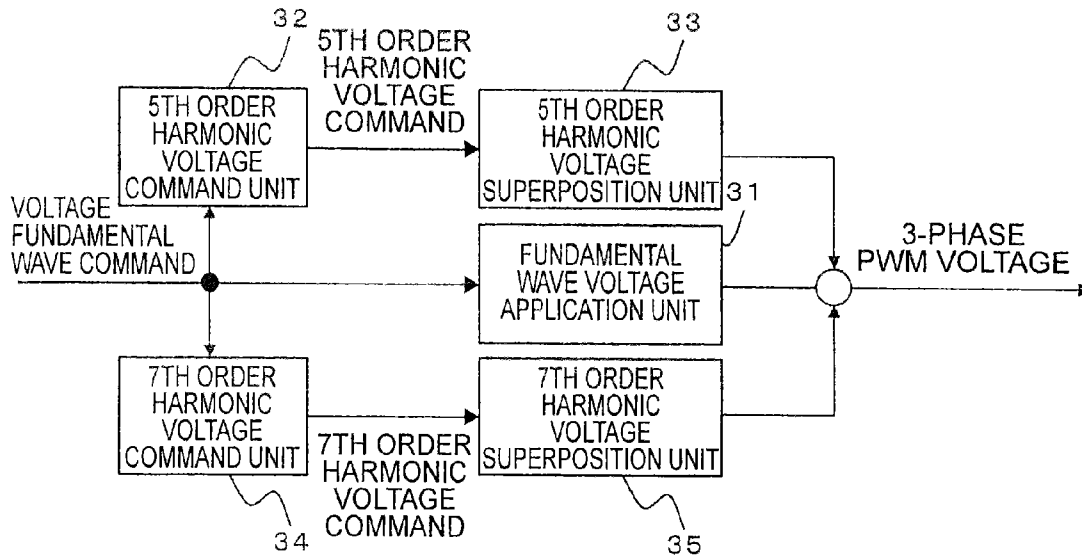 32
5TH ORDER
HARMONIC
VOLTAGE
COMMAND UNIT
5TH ORDER
HARMONIC
VOLTAGE
COMMAND
33
5TH ORDER
HARMONIC
VOLTAGE
SUPERPOSITION UNIT
VOLTAGE
FUNDAMENTAL
WAVE COMMAND
31
FUNDAMENTAL
WAVE VOLTAGE
APPLICATION UNIT
3-PHASE
PWM VOLTAGE
7TH ORDER
HARMONIC
VOLTAGE
COMMAND UNIT
34
7TH ORDER
HARMONIC
VOLTAGE
COMMAND
7TH ORDER
HARMONIC
VOLTAGE
SUPERPOSITION UNIT
35